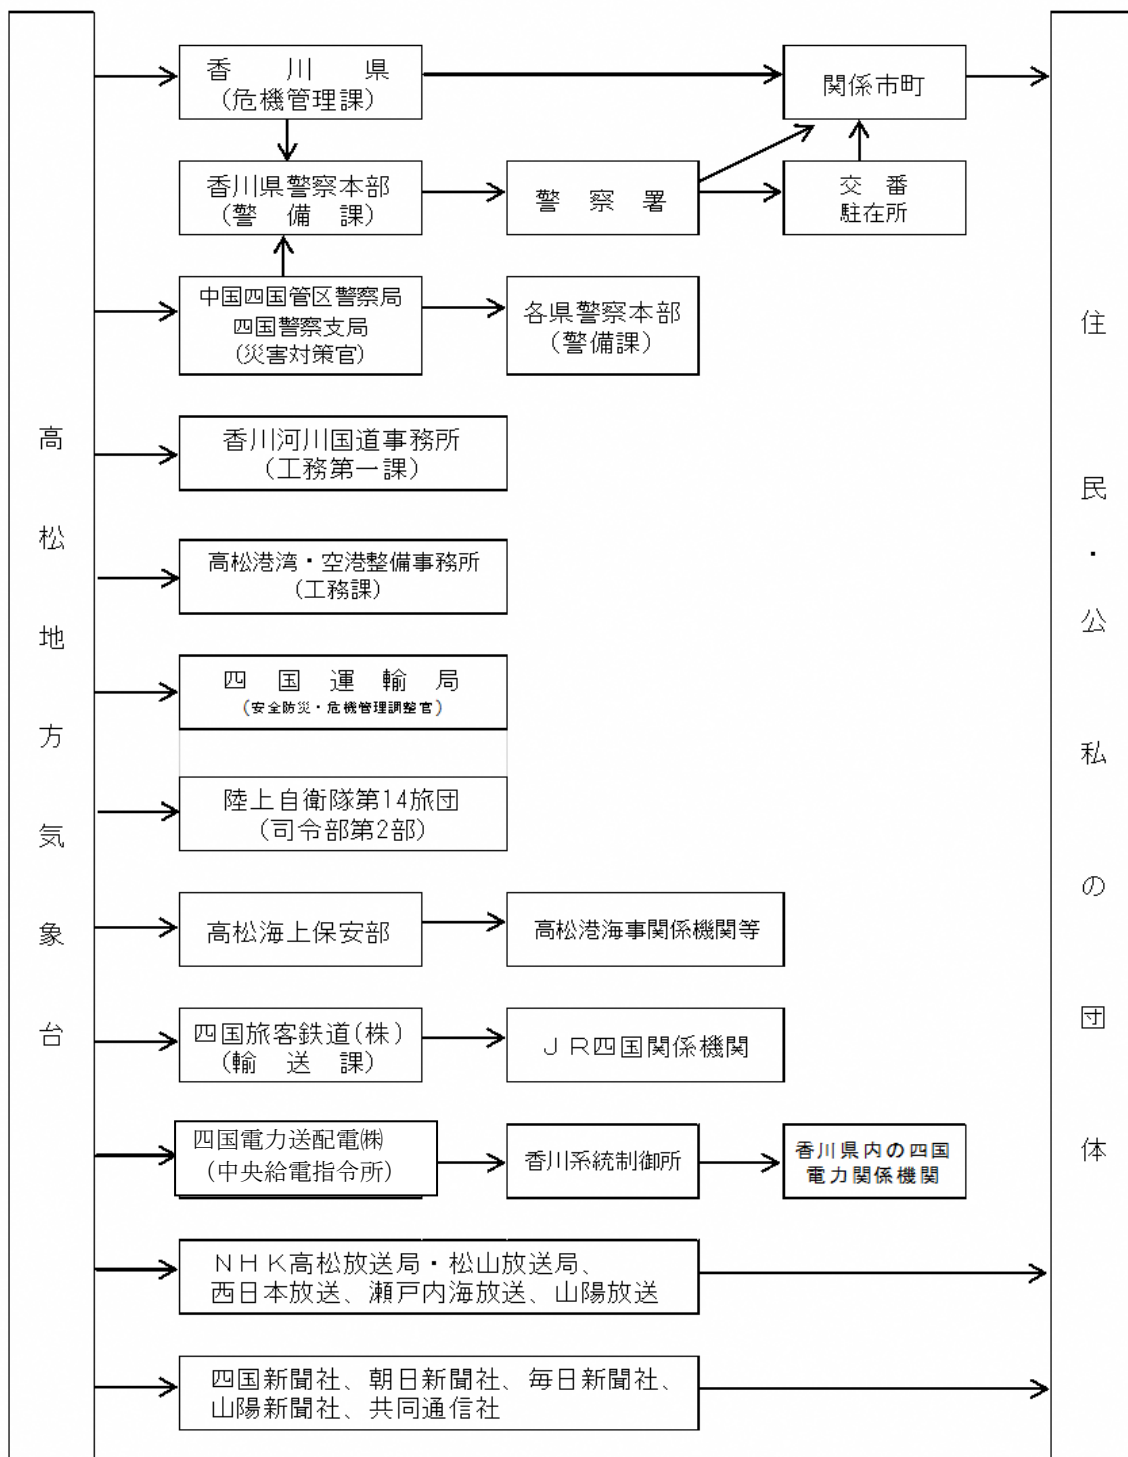 高松地方気象台
香川県
(危機管理課)
関係市町
香川県警察本部
(警備課)
警察署
交番
駐在所
中国四国管区警察局
四国警察支局
(災害対策官)
各県警察本部
(警備課)
香川河川国道事務所
(工務第一課)
高松港湾・空港整備事務所
(工務課)
四国運輸局
(安全防災・危機管理調整官)
陸上自衛隊第14旅団
(司令部第2部)
高松海上保安部
高松港海事関係機関等
四国旅客鉄道(株)
(輸送課)
ＪＲ四国関係機関
四国電力送配電㈱
(中央給電指令所)
香川系統制御所
香川県内の四国
電力関係機関
ＮＨＫ高松放送局・松山放送局、
西日本放送、瀬戸内海放送、山陽放送
四国新聞社、朝日新聞社、毎日新聞社、
山陽新聞社、共同通信社
住民・公私の団体